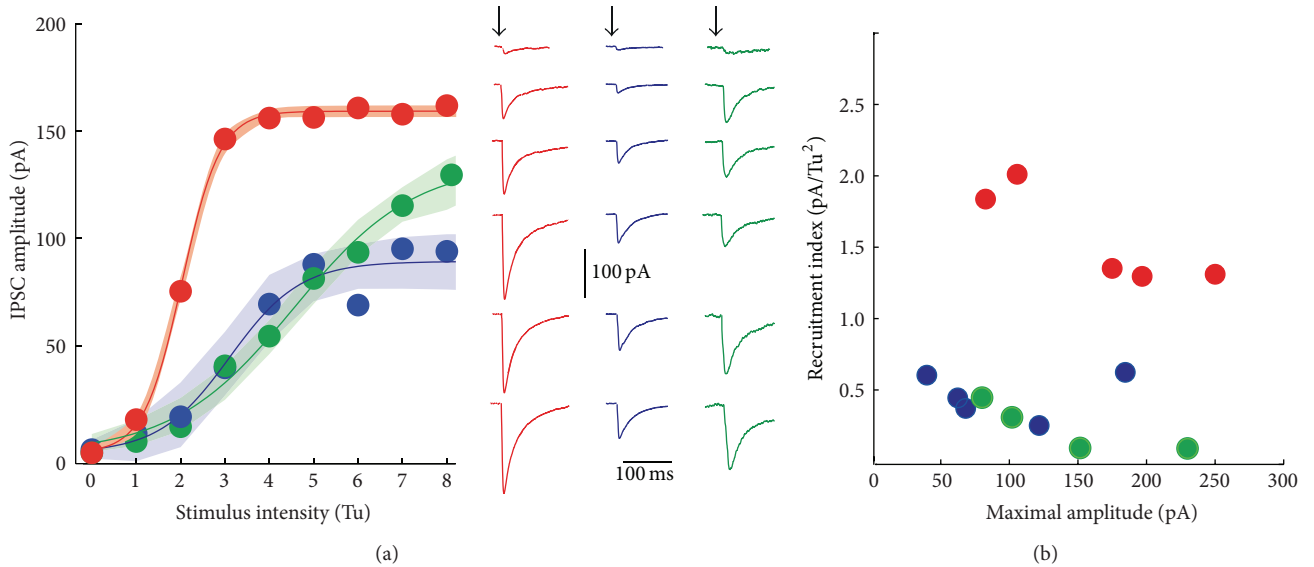 200
150
100
50
0
IPSC amplitude (pA)
0 1 2 3 4 5 6 7 8
Stimulus intensity (Tu)
100 pA
100 ms
(a)
2.5
2.0
1.5
1.0
0.5
Recruitment index (pA/Tu²)
0 50 100 150 200 250 300
Maximal amplitude (pA)
(b)